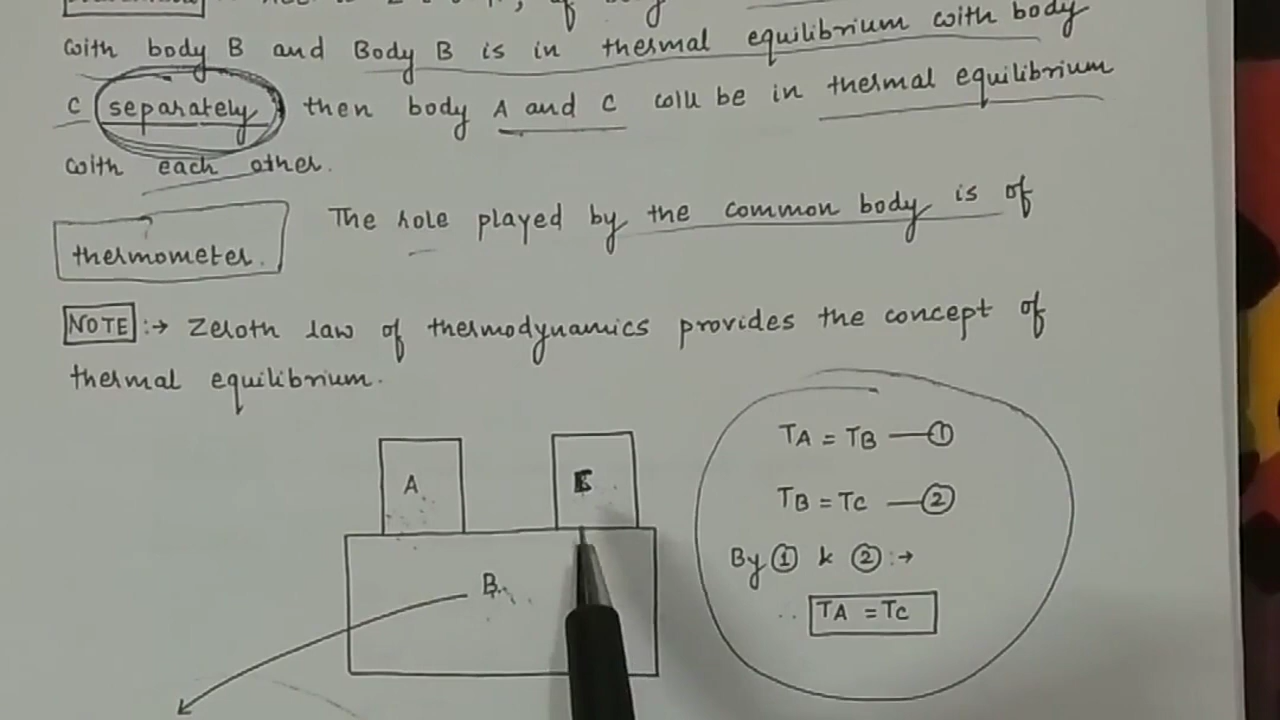 with body B and Body B is in thermal equilibrium with body
C separately, then body A and C will be in thermal equilibrium
with each other.
The role played by the common body is of
thermometer.
NOTE :→ Zeroth law of thermodynamics provides the concept of
thermal equilibrium.
TA = TB —①
A
TB = TC —②
B
By ① & ② :→
TA = TC